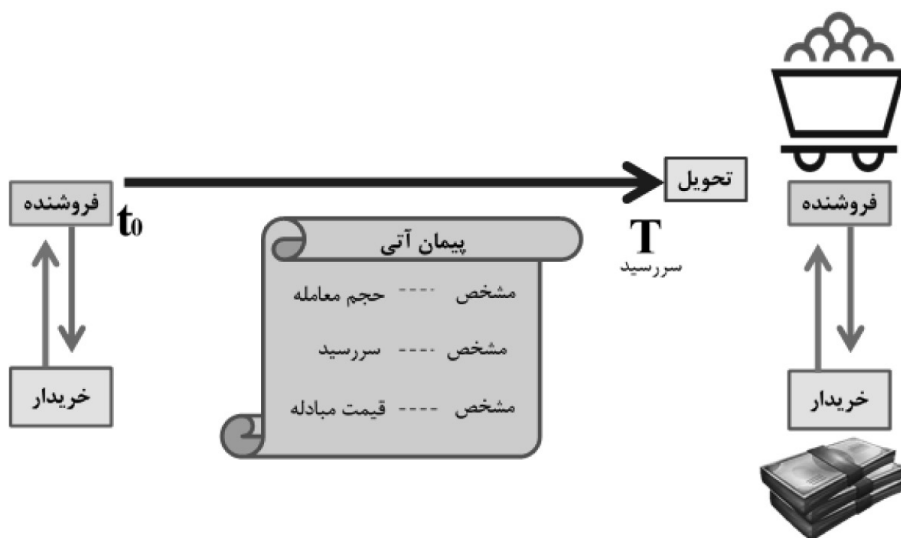 تحویل
فروشنده
t0
T
سررسید
فروشنده
پیمان آتی
حجم معامله ---- مشخص
سررسید ---- مشخص
قیمت مبادله ---- مشخص
خریدار
خریدار